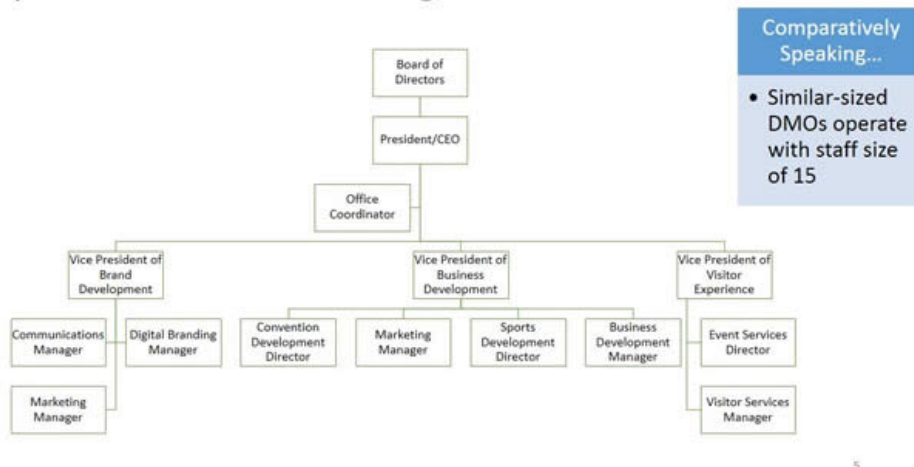 Comparatively
Speaking...
• Similar-sized
DMOs operate
with staff size
of 15
Board of
Directors
President/CEO
Office
Coordinator
Vice President of
Brand
Development
Vice President of
Business
Development
Vice President of
Visitor
Experience
Communications
Manager
Digital Branding
Manager
Convention
Development
Director
Marketing
Manager
Sports
Development
Director
Business
Development
Manager
Event Services
Director
Marketing
Manager
Visitor Services
Manager
5